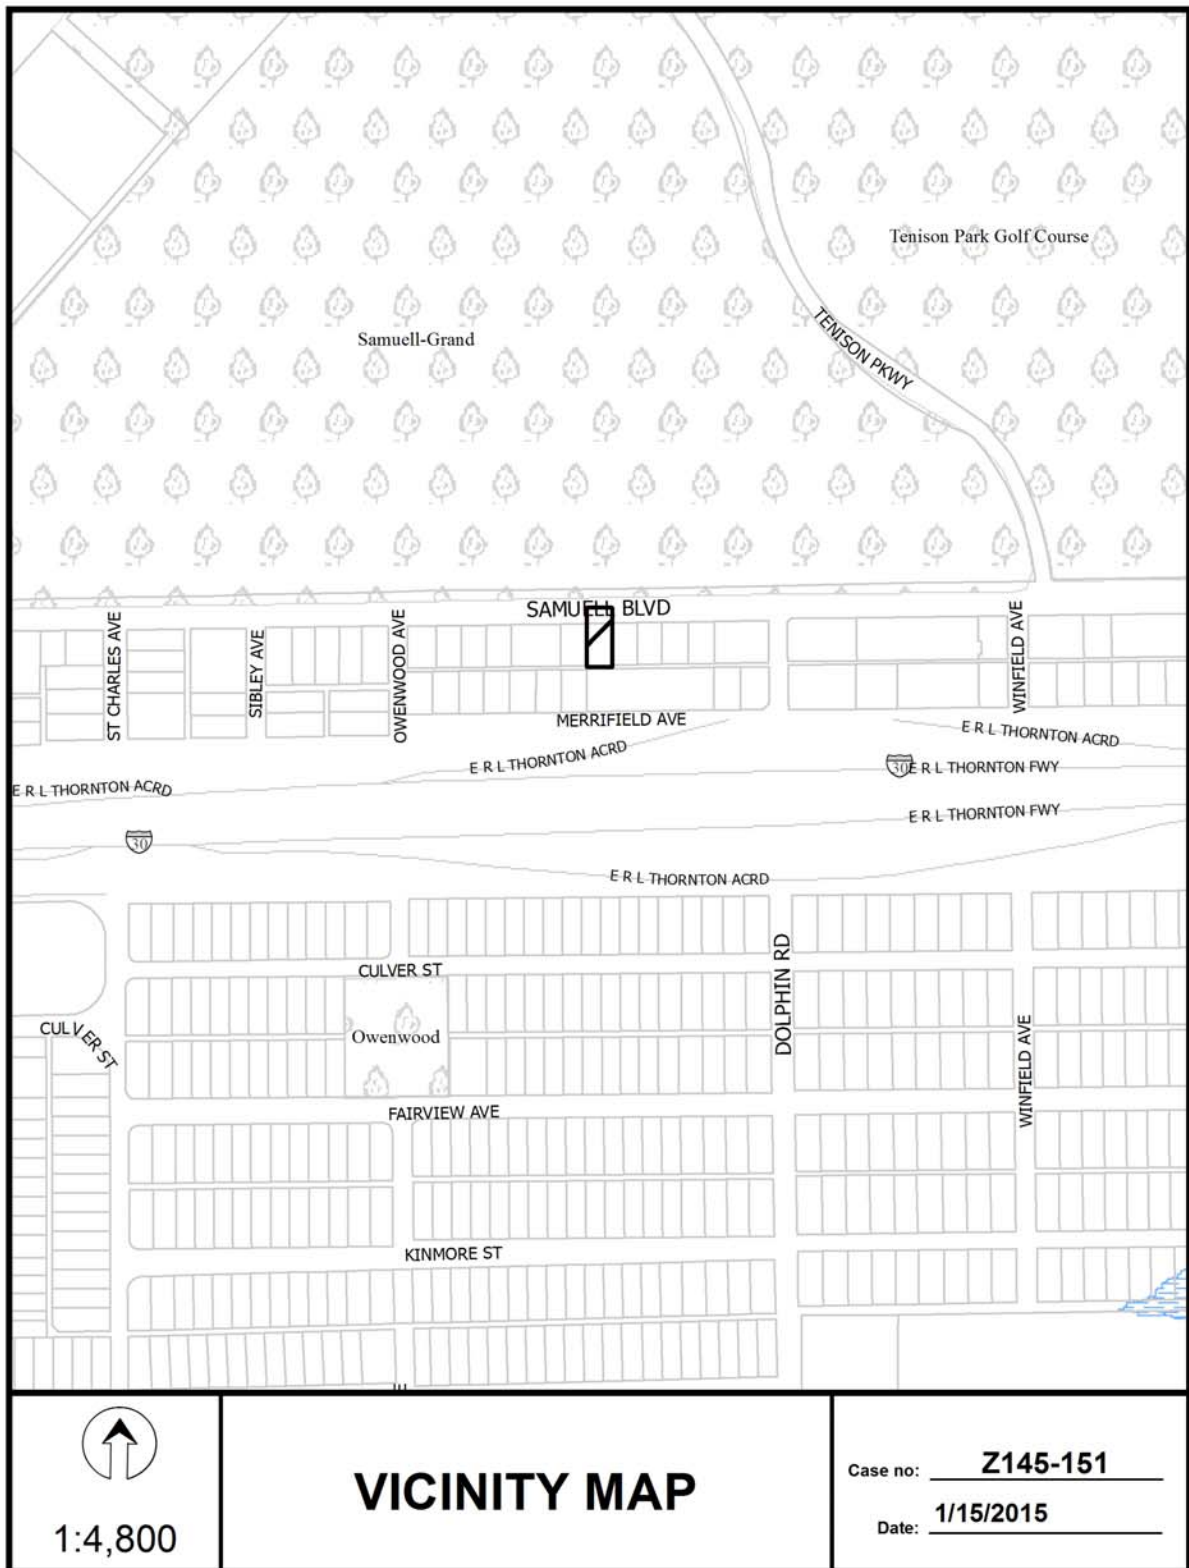 Tenison Park Golf Course
Samuell-Grand
TENISON PKWY
SAMUELL BLVD
ST CHARLES AVE
SIBLEY AVE
OWENWOOD AVE
WINFIELD AVE
MERRIFIELD AVE
E R L THORNTON ACRD
E R L THORNTON ACRD
30
E R L THORNTON FWY
E R L THORNTON ACRD
E R L THORNTON FWY
30
E R L THORNTON ACRD
CULVER ST
DOLPHIN RD
CULVER ST
Owenwood
WINFIELD AVE
FAIRVIEW AVE
KINMORE ST
1:4,800
VICINITY MAP
Case no: Z145-151
Date: 1/15/2015